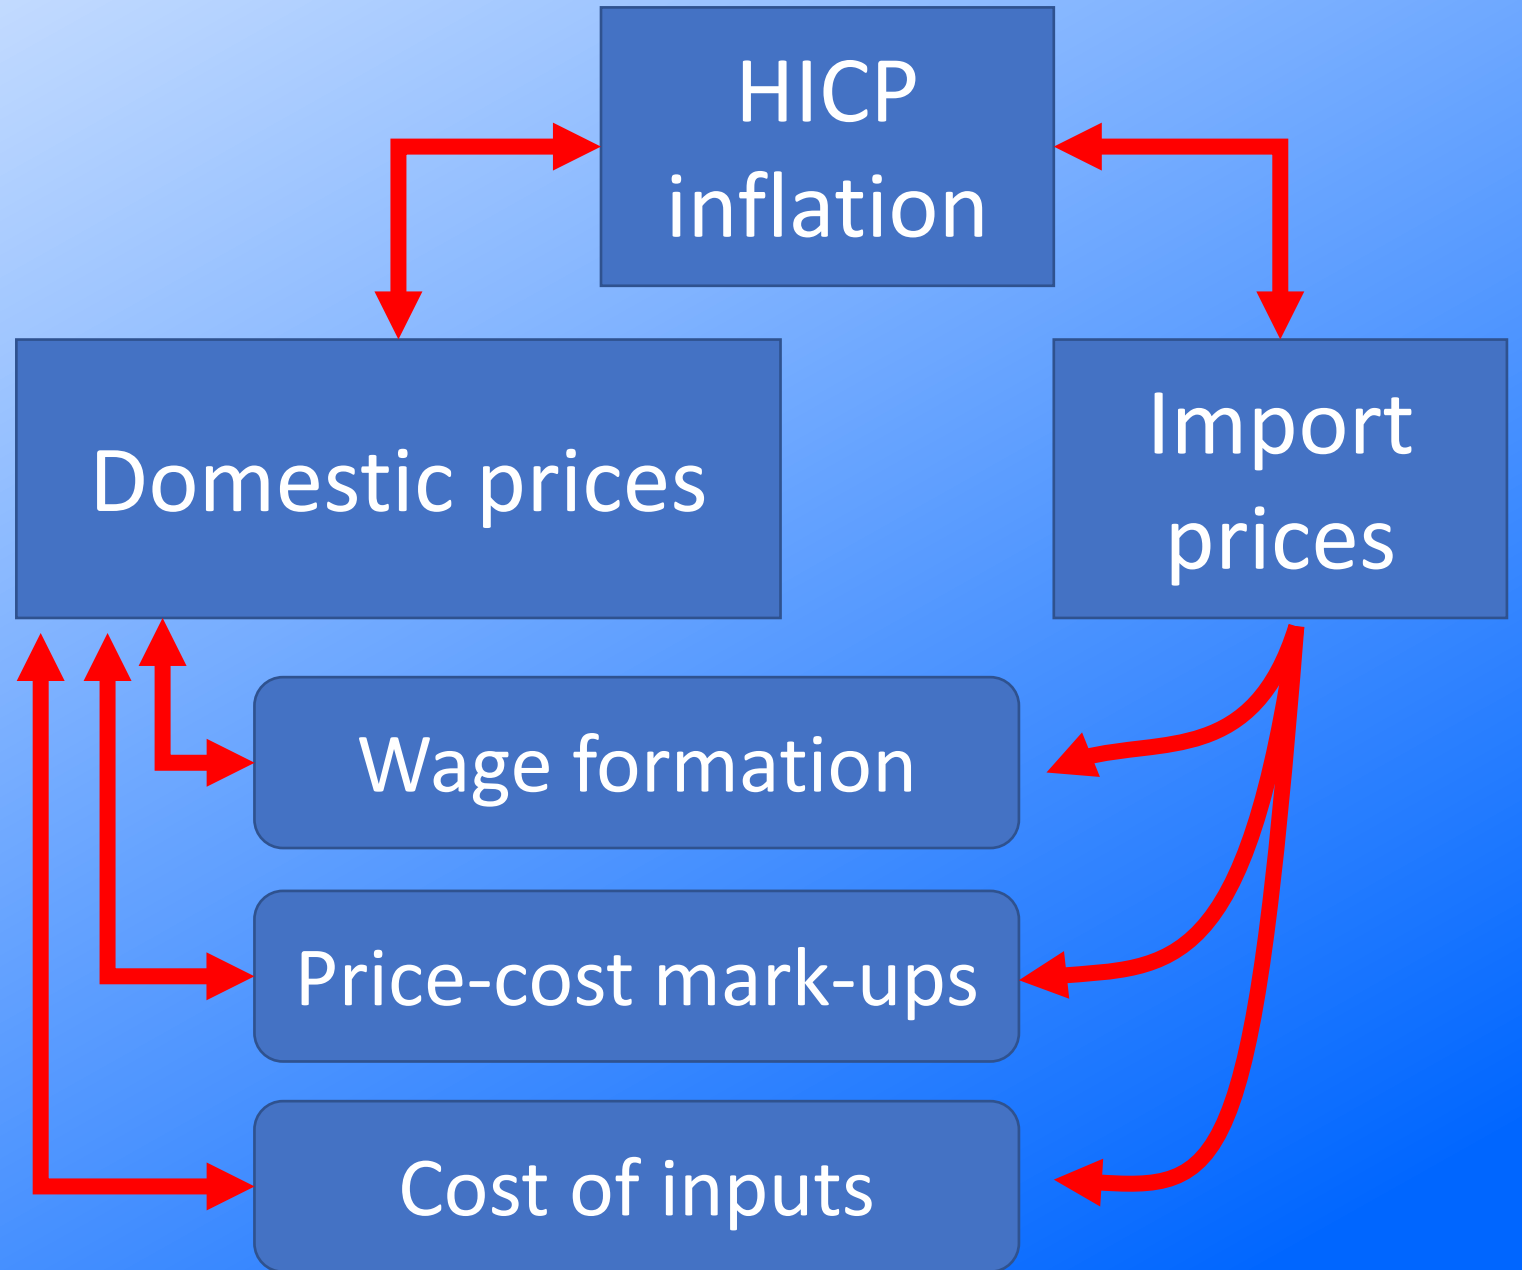 HICP
inflation
Domestic prices
Import
prices
Wage formation
Price-cost mark-ups
Cost of inputs